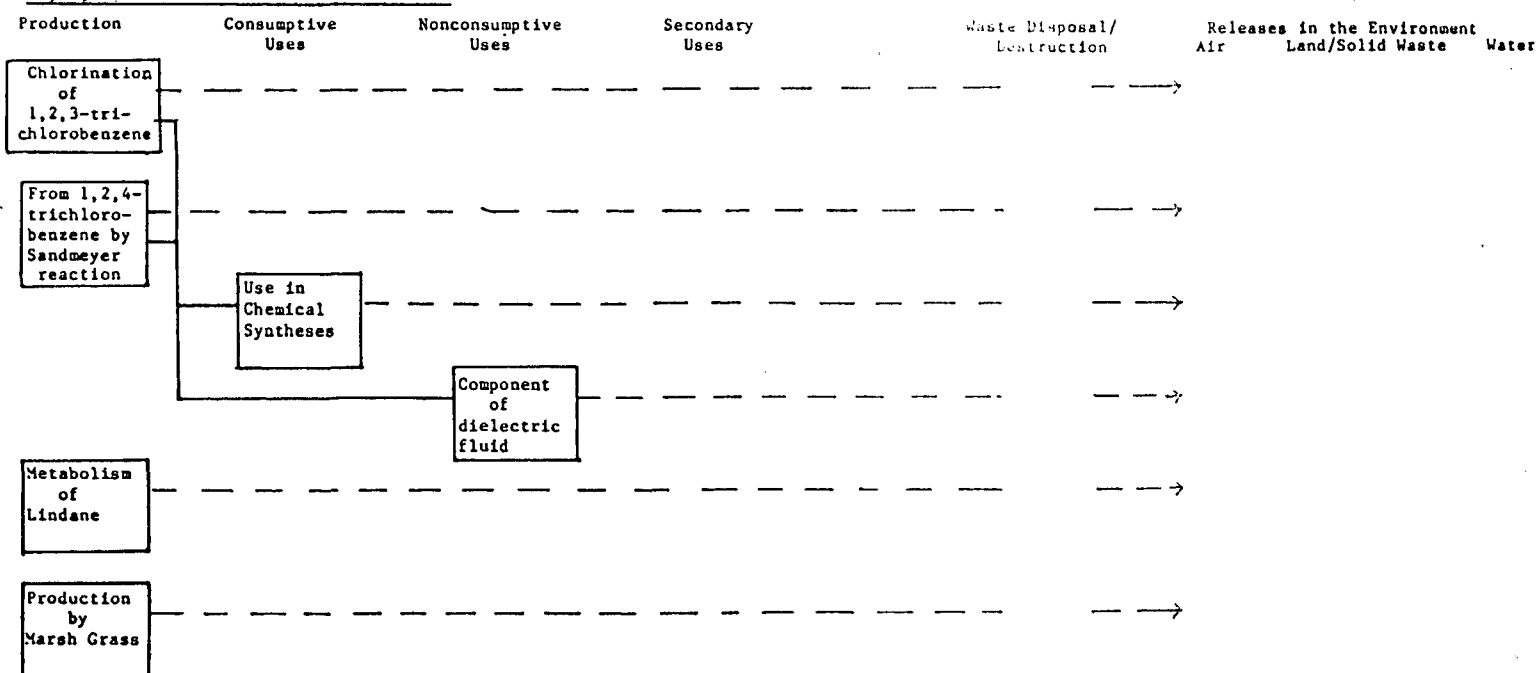 Production Consumptive Nonconsumptive Secondary Waste Disposal/ Releases in the Environment
Uses Uses Uses Destruction Air Land/Solid Waste Water
Chlorination
of
1,2,3-tri-
chlorobenzene
From 1,2,4-
trichloro-
benzene by
Sandmeyer
reaction
Use in
Chemical
Syntheses
Component
of
dielectric
fluid
Metabolism
of
Lindane
Production
by
Marsh Grass